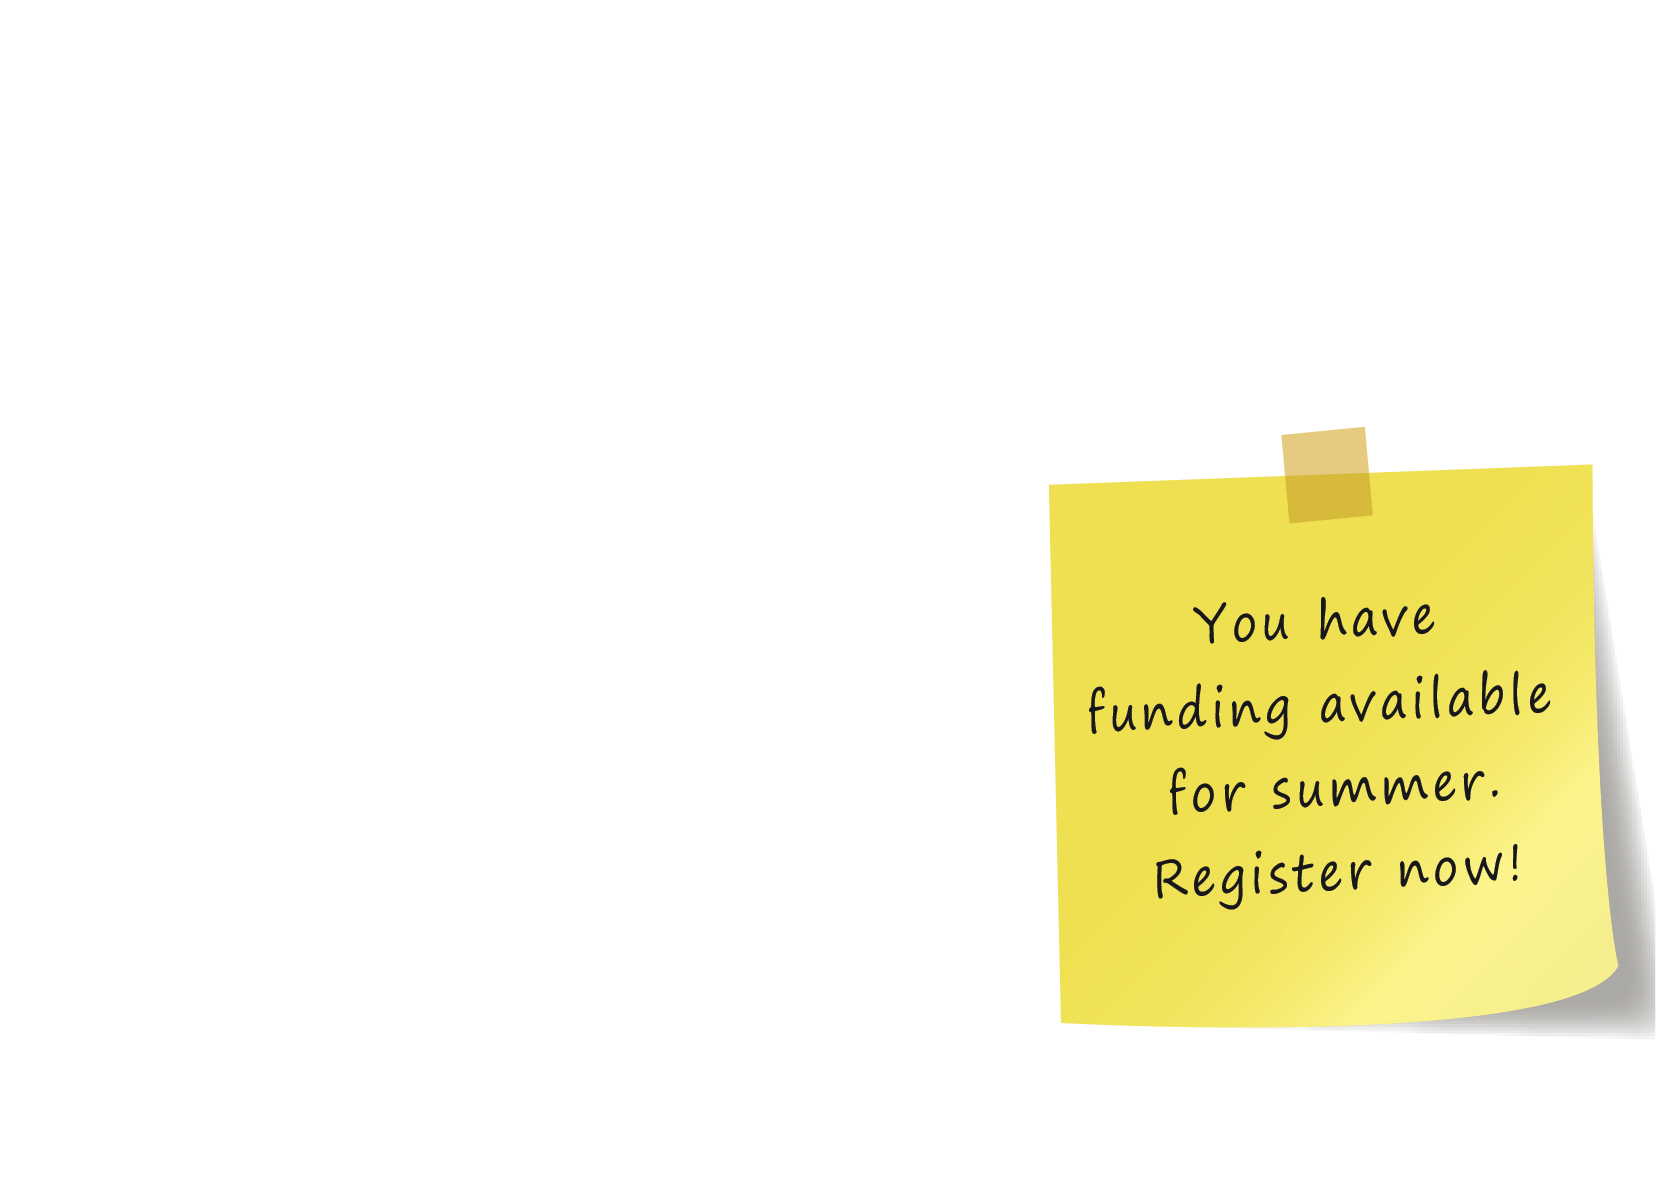 You have
funding available
for summer.
Register now!